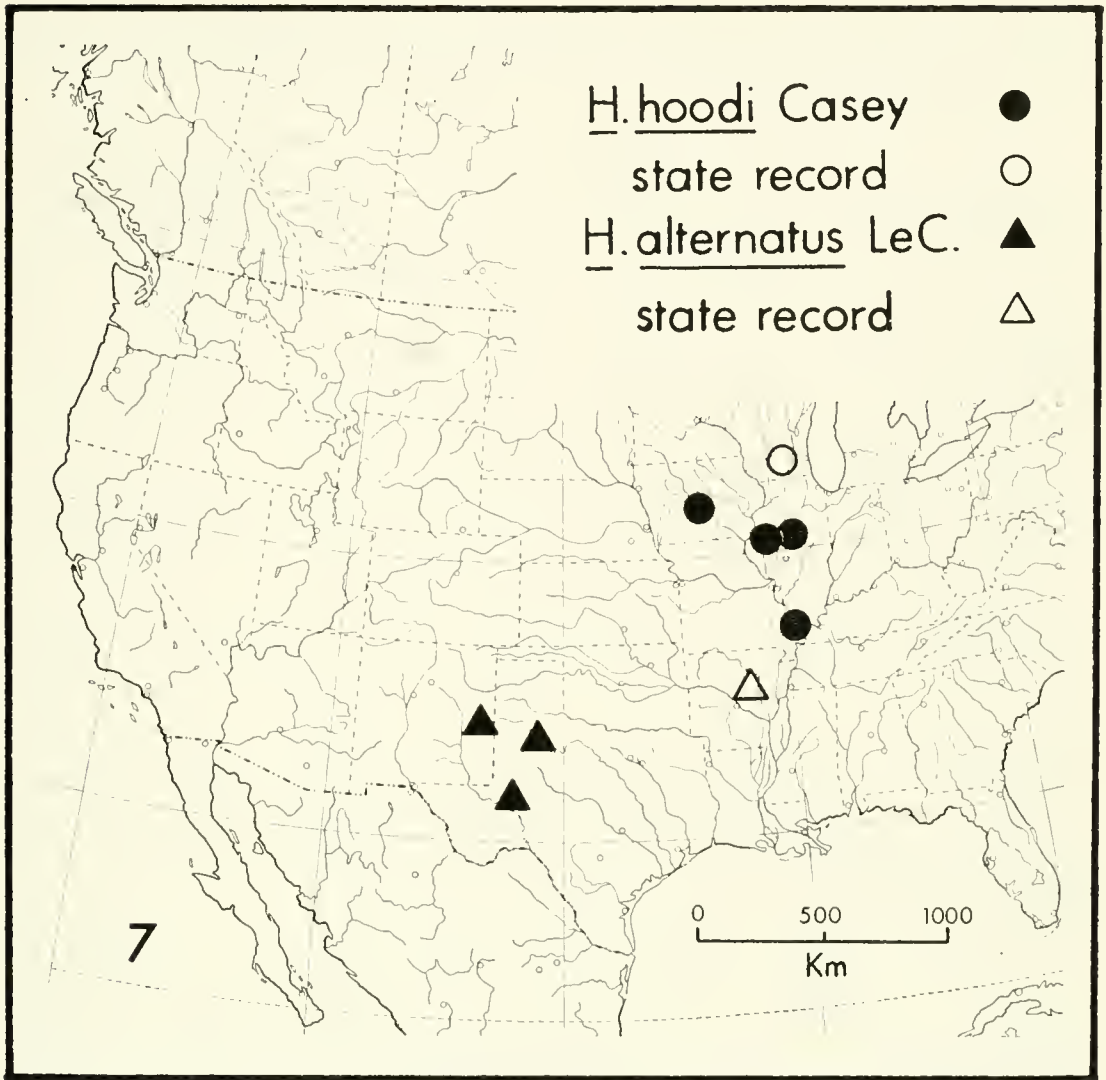 H. hoodi Casey
state record
H. alternatus LeC.
state record
7
0 500 1000
Km